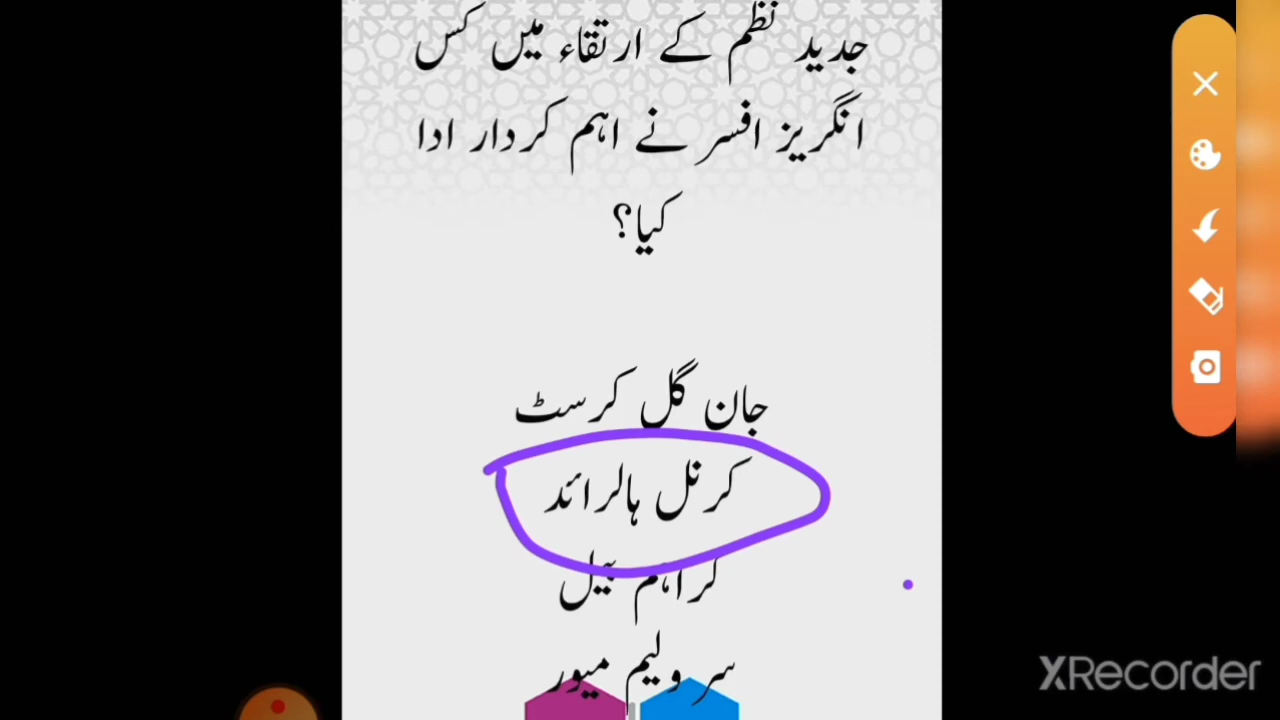 جدید نظم کے ارتقاء میں کس
انگریز افسر نے اہم کردار ادا
کیا؟
جان گل کرسٹ
کرنل ہالرائد
گراہم بیل
سر ولیم میور
XRecorder